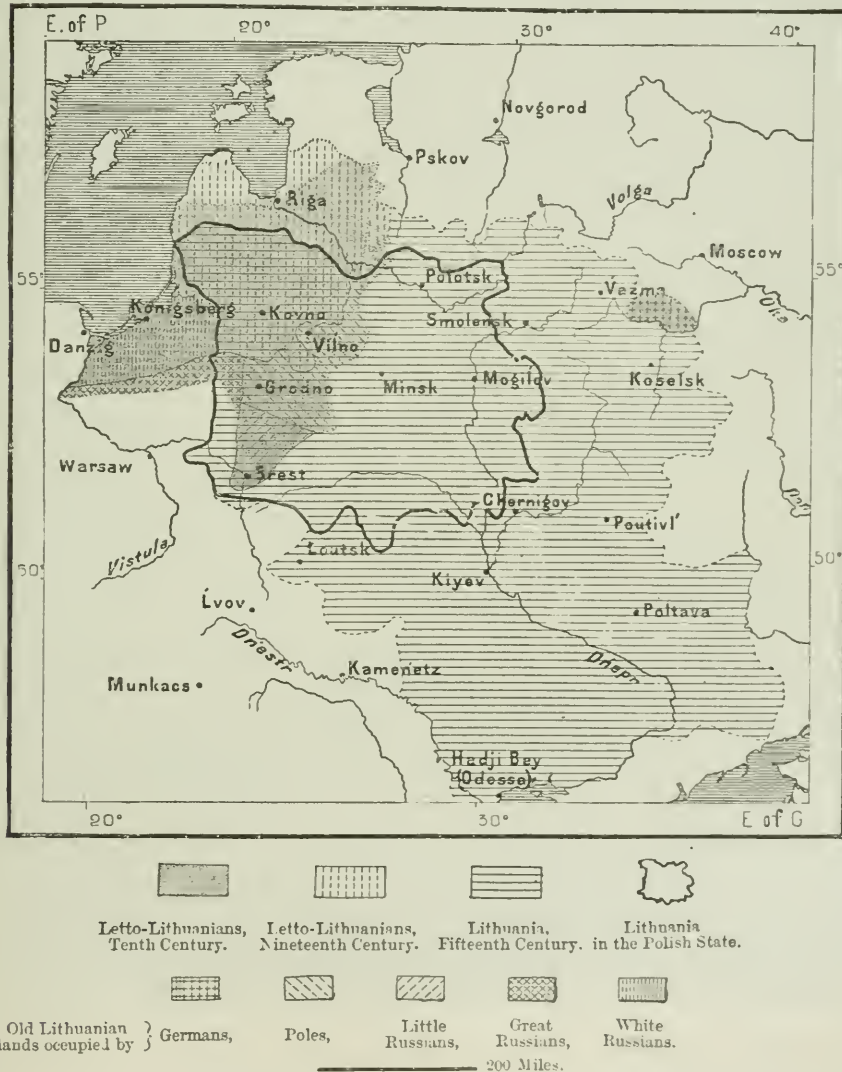 E. of P
20°
30°
40°
Novgorod
Pskov
Volga
Riga
Moscow
55°
55°
Polotsk
Vazma
Oka
Königsberg
Kovno
Smolensk
Danzig
Vilno
Grodno
Minsk
Mogilov
Koselsk
Warsaw
Brest
Chernigov
Poutivl'
Vistula
Loutsk
50°
50°
Kiyev
Lvov
Poltava
Dnestr
Dnepr
Kamenetz
Munkacs
Hadji Bey
(Odessa)
20°
30°
E of G
Letto-Lithuanians, Letto-Lithuanians, Lithuania, Lithuania
Tenth Century. Nineteenth Century. Fifteenth Century. in the Polish State.
Old Lithuanian } Germans, Poles, Little Great White
lands occupied by } Russians, Russians, Russians.
200 Miles.